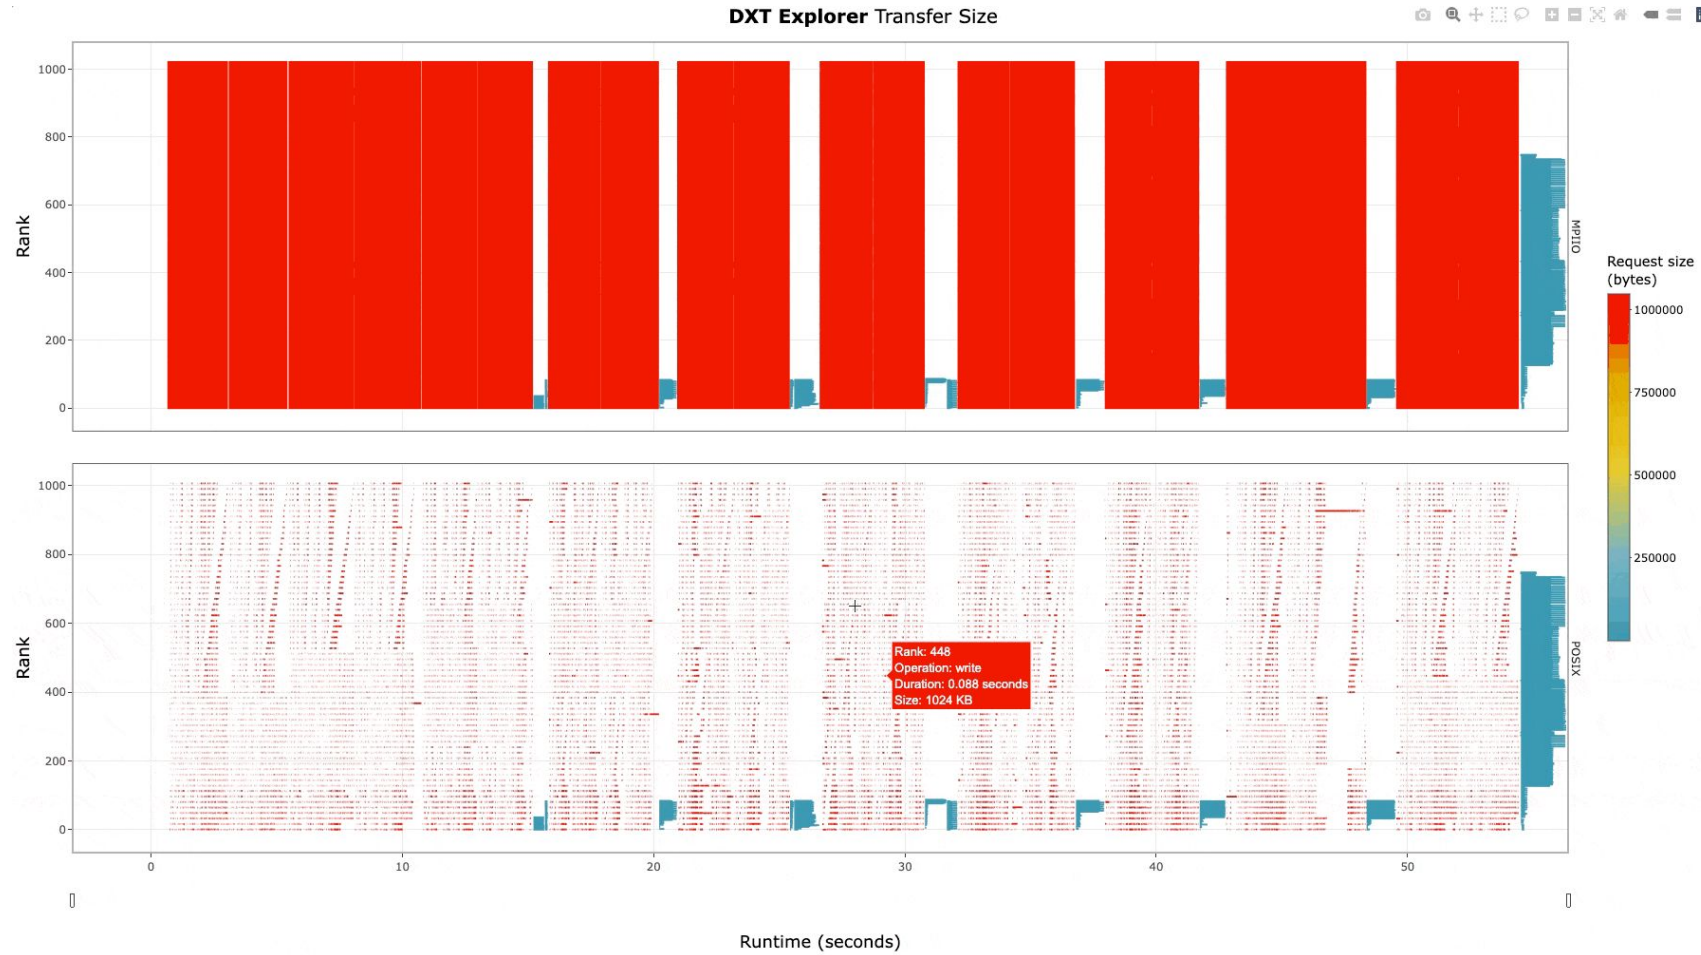 DXT Explorer Transfer Size
1000
800
600
400
200
0
Rank
MPIIO
Request size
(bytes)
1000000
750000
500000
250000
1000
800
600
400
200
0
Rank
POSIX
Rank: 448
Operation: write
Duration: 0.088 seconds
Size: 1024 KB
0
10
20
30
40
50
Runtime (seconds)